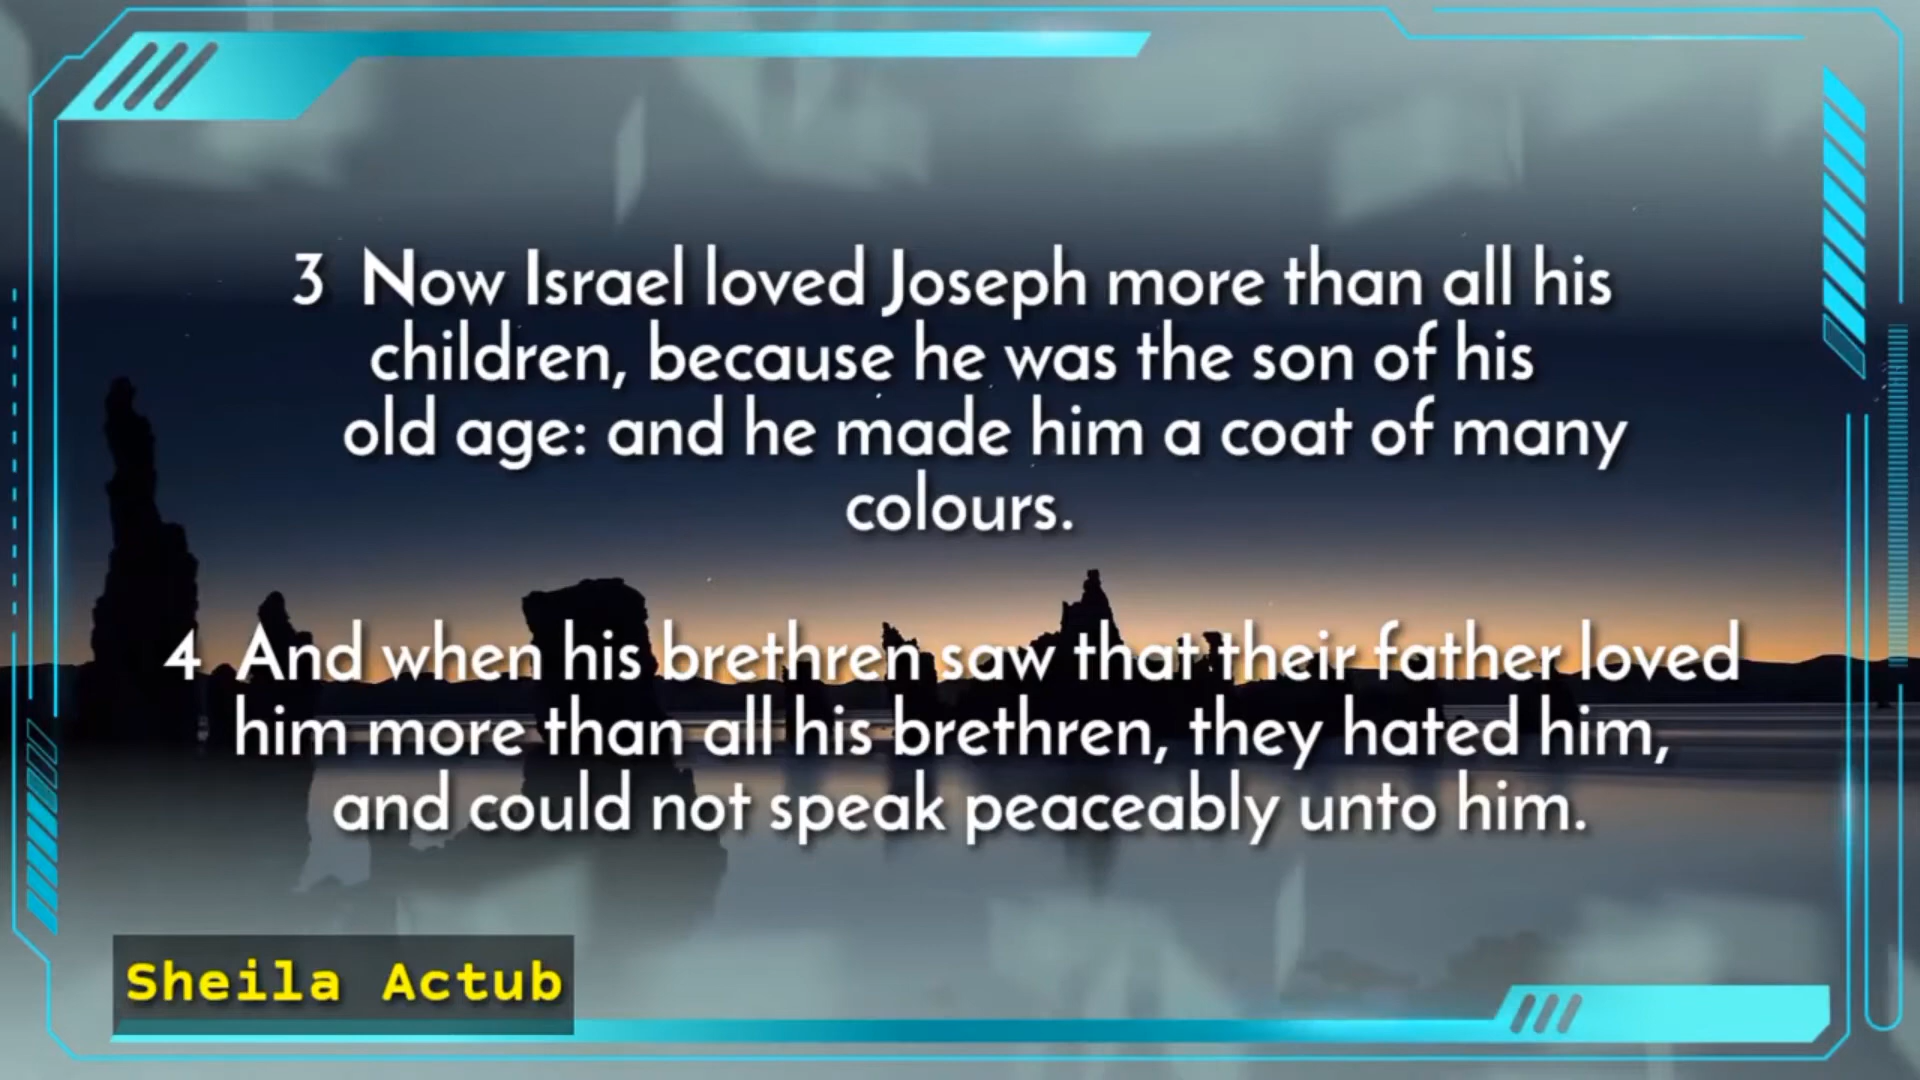 3 Now Israel loved Joseph more than all his
children, because he was the son of his
old age: and he made him a coat of many
colours.
4 And when his brethren saw that their father loved
him more than all his brethren, they hated him,
and could not speak peaceably unto him.
Sheila Actub